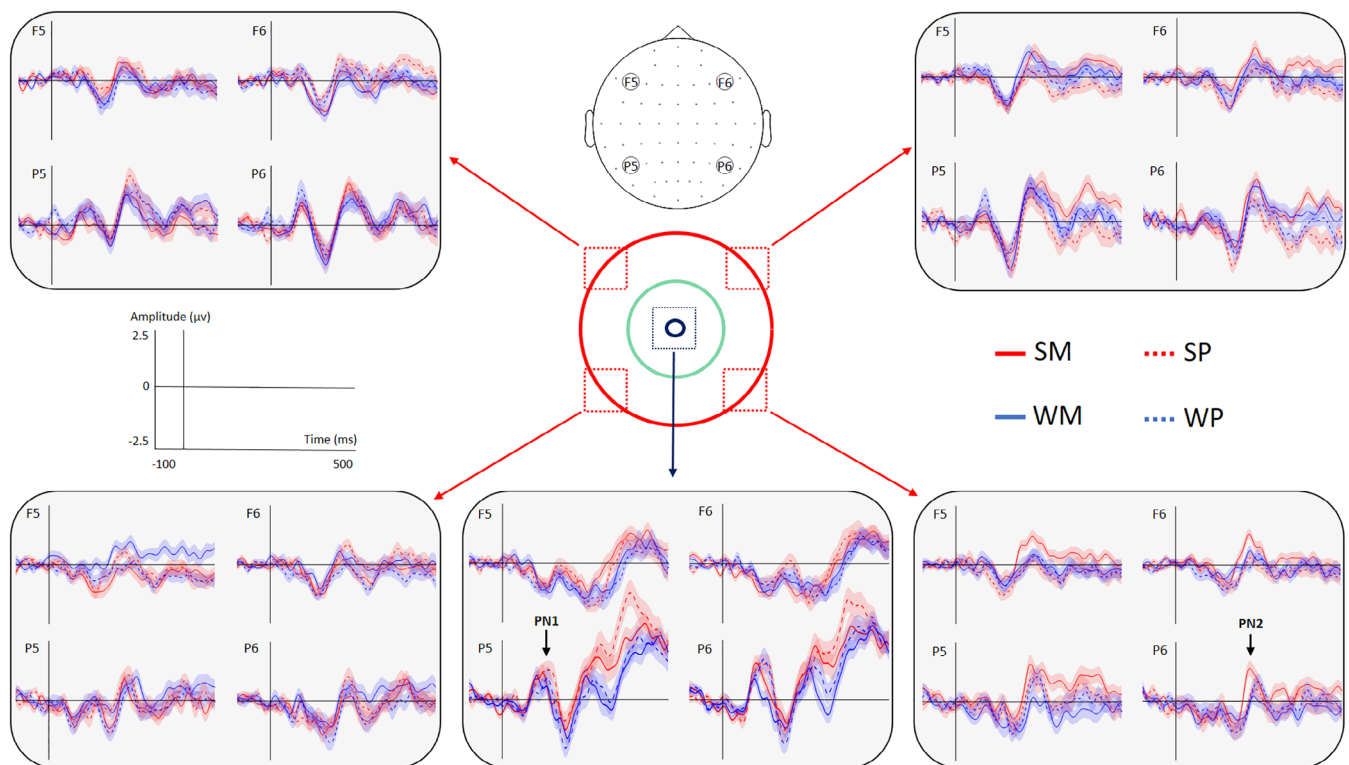 F5 F6
P5 P6
F5 F6
P5 P6
F5 F6
P5 P6
Amplitude (μv)
2.5
0
-2.5
Time (ms)
-100 500
SM SP
WM WP
F5 F6
P5 P6
F5 F6
PN1
P5 P6
F5 F6
PN2
P5 P6